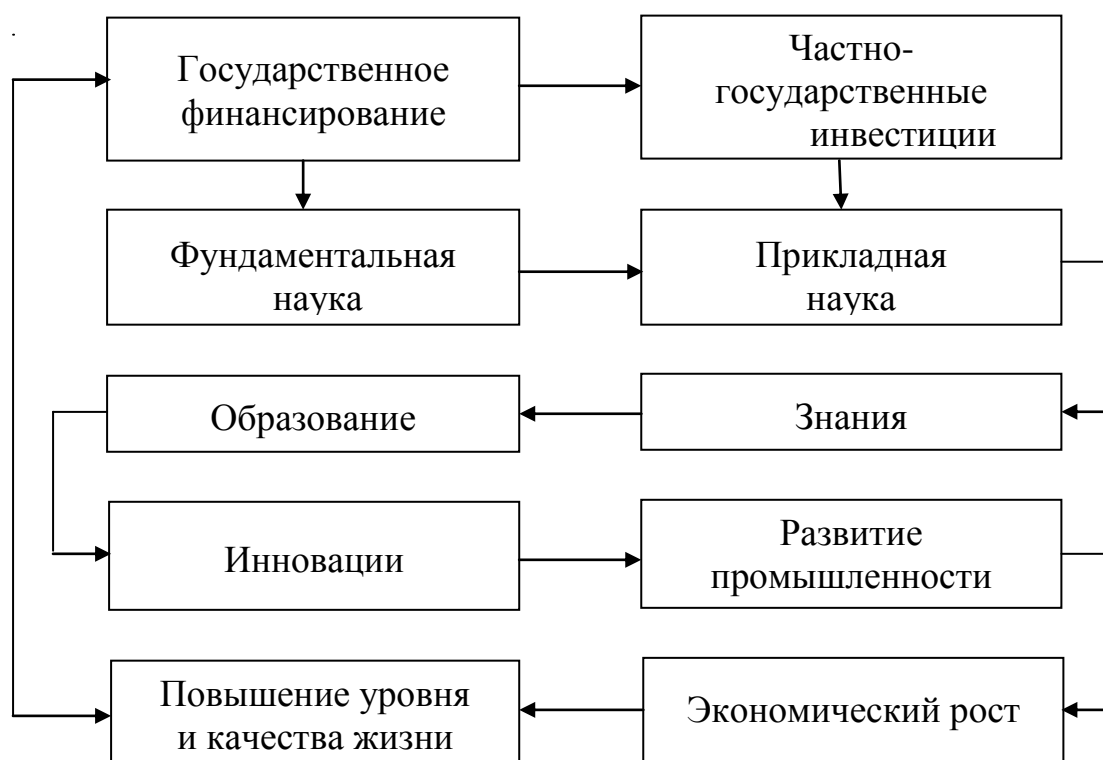 Государственное
финансирование
Частно-
государственные
инвестиции
Фундаментальная
наука
Прикладная
наука
Образование
Знания
Инновации
Развитие
промышленности
Повышение уровня
и качества жизни
Экономический рост